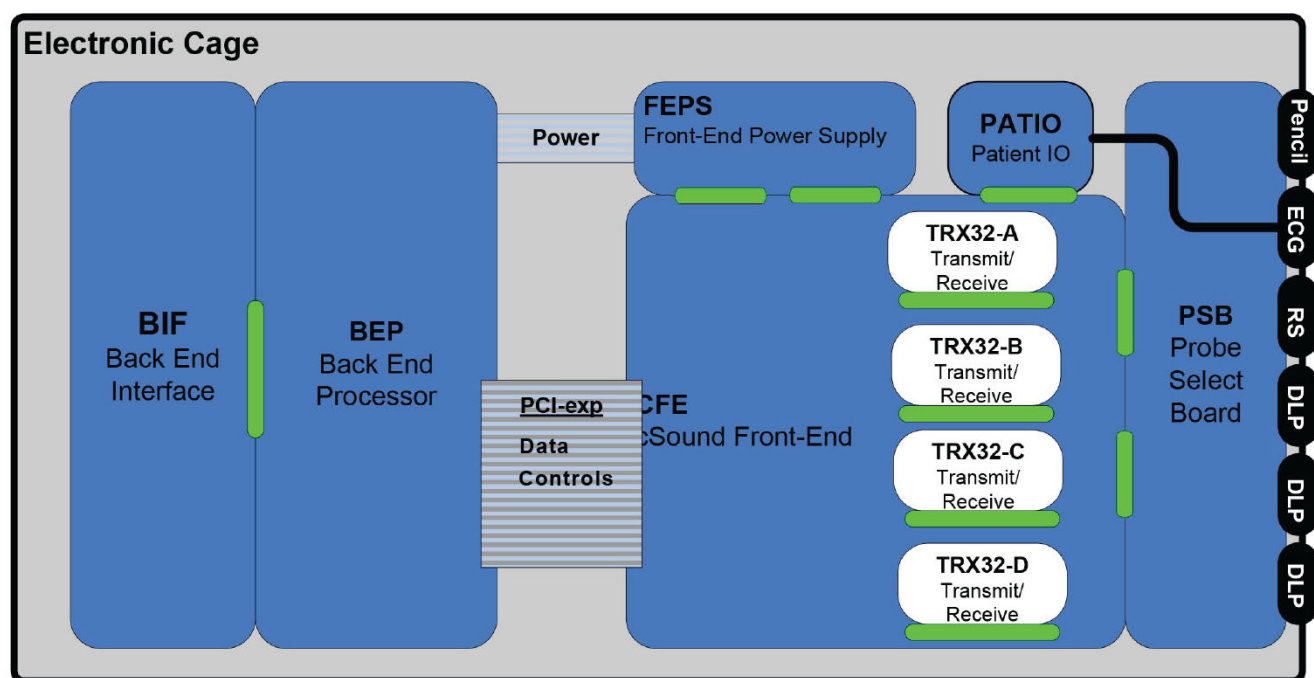 Electronic Cage
BIF
Back End
Interface
BEP
Back End
Processor
Power
PCI-exp
Data
Controls
FEPS
Front-End Power Supply
PATIO
Patient IO
CFE
cSound Front-End
TRX32-A
Transmit/
Receive
TRX32-B
Transmit/
Receive
TRX32-C
Transmit/
Receive
TRX32-D
Transmit/
Receive
PSB
Probe
Select
Board
Pencil
ECG
RS
DLP
DLP
DLP